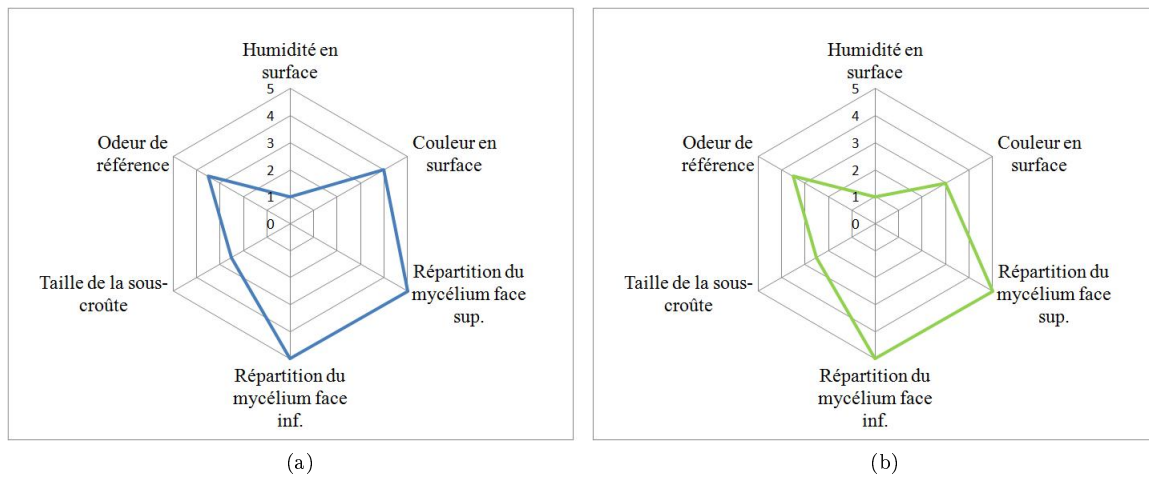 Humidité en
surface
5
4
3
2
1
0
Couleur en
surface
Répartition du
mycélium face
sup.
Répartition du
mycélium face
inf.
Taille de la sous-
croûte
Odeur de
référence
(a)
Humidité en
surface
5
4
3
2
1
0
Couleur en
surface
Répartition du
mycélium face
sup.
Répartition du
mycélium face
inf.
Taille de la sous-
croûte
Odeur de
référence
(b)